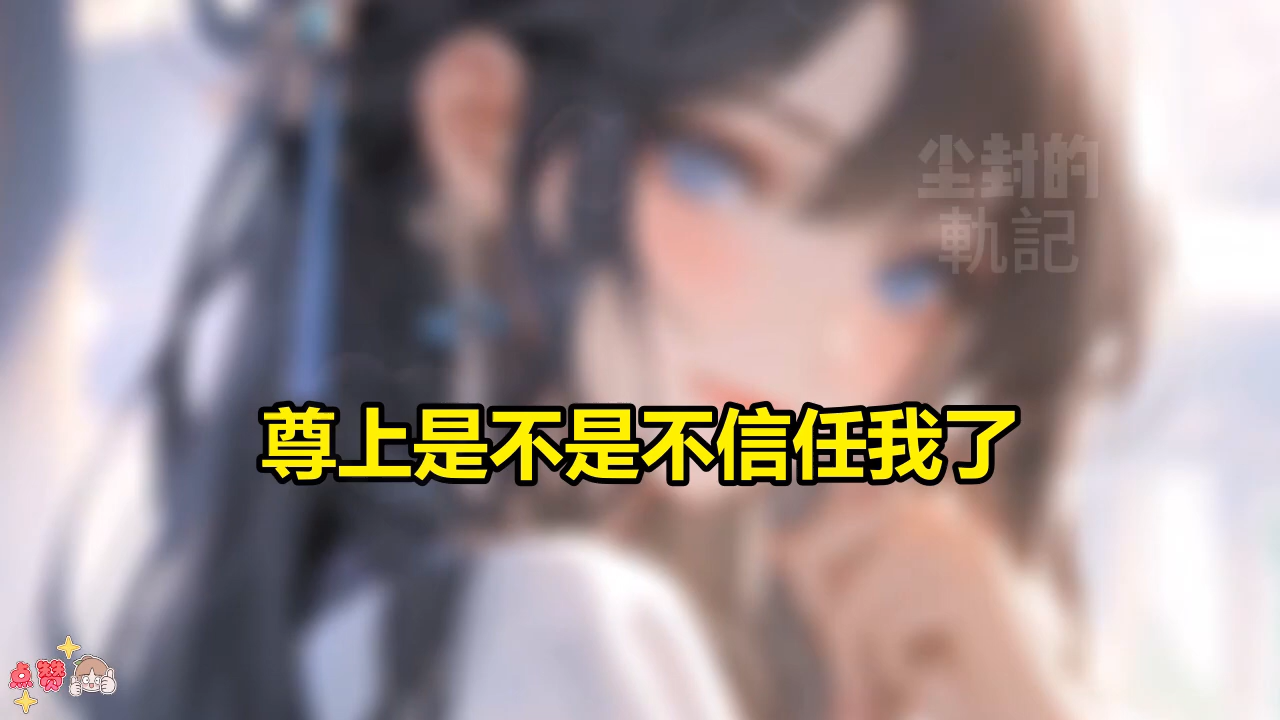 尘封的
軌記
尊上是不是不信任我了
点赞